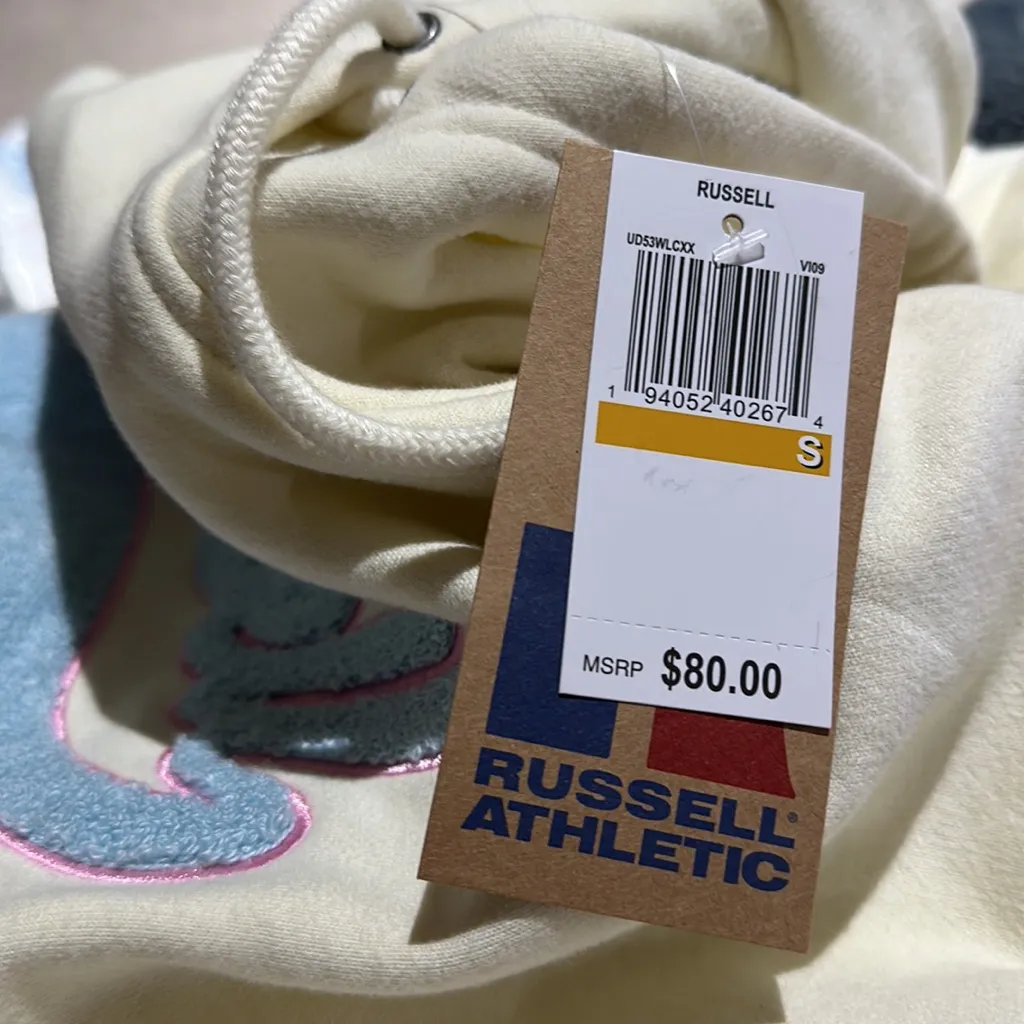 RUSSELL
UD53WLCXX
VI09
1 94052 40267 4
S
MSRP $80.00
RUSSELL®
ATHLETIC